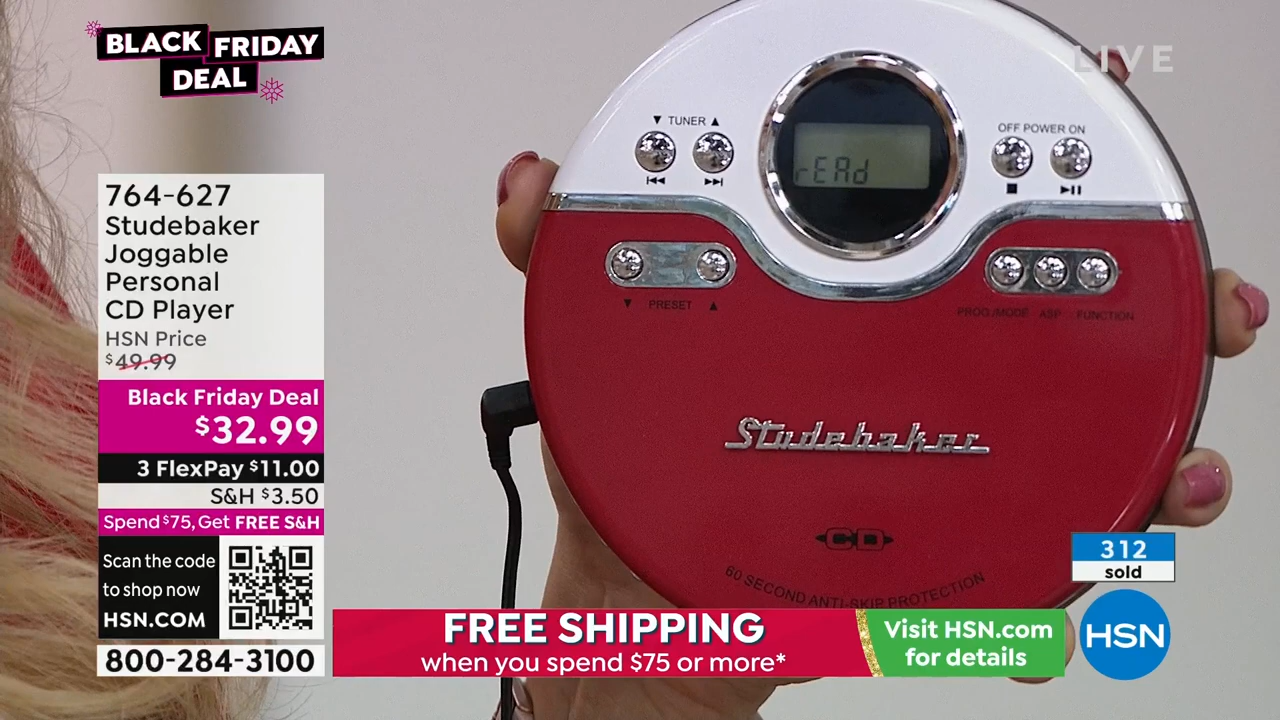 BLACK FRIDAY
DEAL
LIVE
764-627
Studebaker
Joggable
Personal
CD Player
HSN Price
$49.99
Black Friday Deal
$32.99
3 FlexPay $11.00
S&H $3.50
Spend $75, Get FREE S&H
Scan the code
to shop now
HSN.COM
800-284-3100
▼ TUNER ▲
OFF POWER ON
rEAd
▼ PRESET ▲
PROG./MODE ASP FUNCTION
Studebaker
CD
60 SECOND ANTI-SKIP PROTECTION
312
sold
FREE SHIPPING
when you spend $75 or more*
Visit HSN.com
for details
HSN